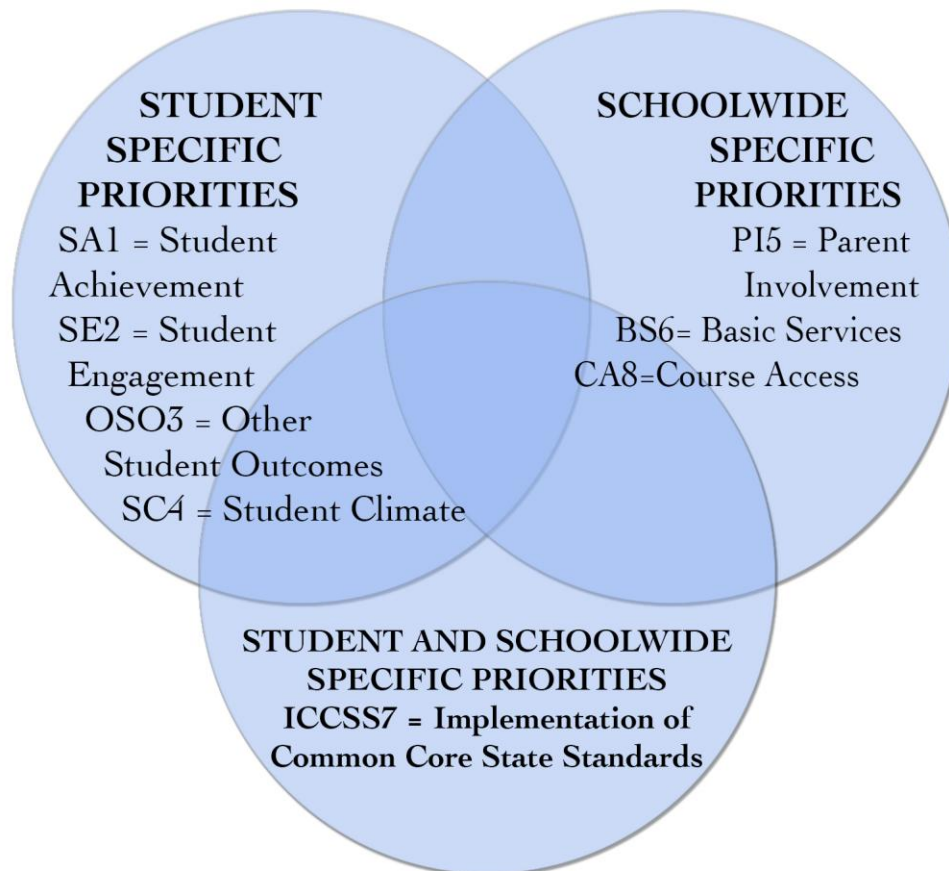 STUDENT
SPECIFIC
PRIORITIES
SA1 = Student
Achievement
SE2 = Student
Engagement
OSO3 = Other
Student Outcomes
SC4 = Student Climate
SCHOOLWIDE
SPECIFIC
PRIORITIES
PI5 = Parent
Involvement
BS6= Basic Services
CA8=Course Access
STUDENT AND SCHOOLWIDE
SPECIFIC PRIORITIES
ICCSS7 = Implementation of
Common Core State Standards